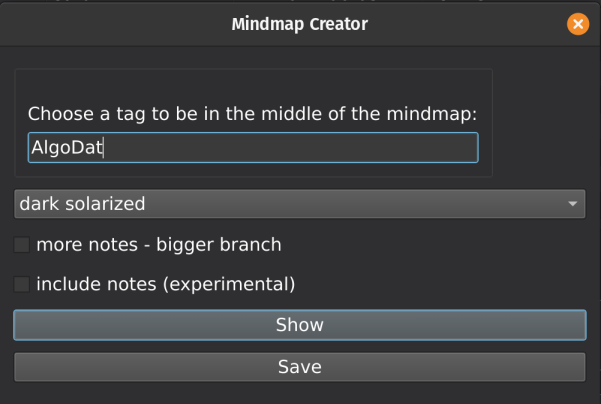 Mindmap Creator
Choose a tag to be in the middle of the mindmap:
AlgoDat
dark solarized
more notes - bigger branch
include notes (experimental)
Show
Save